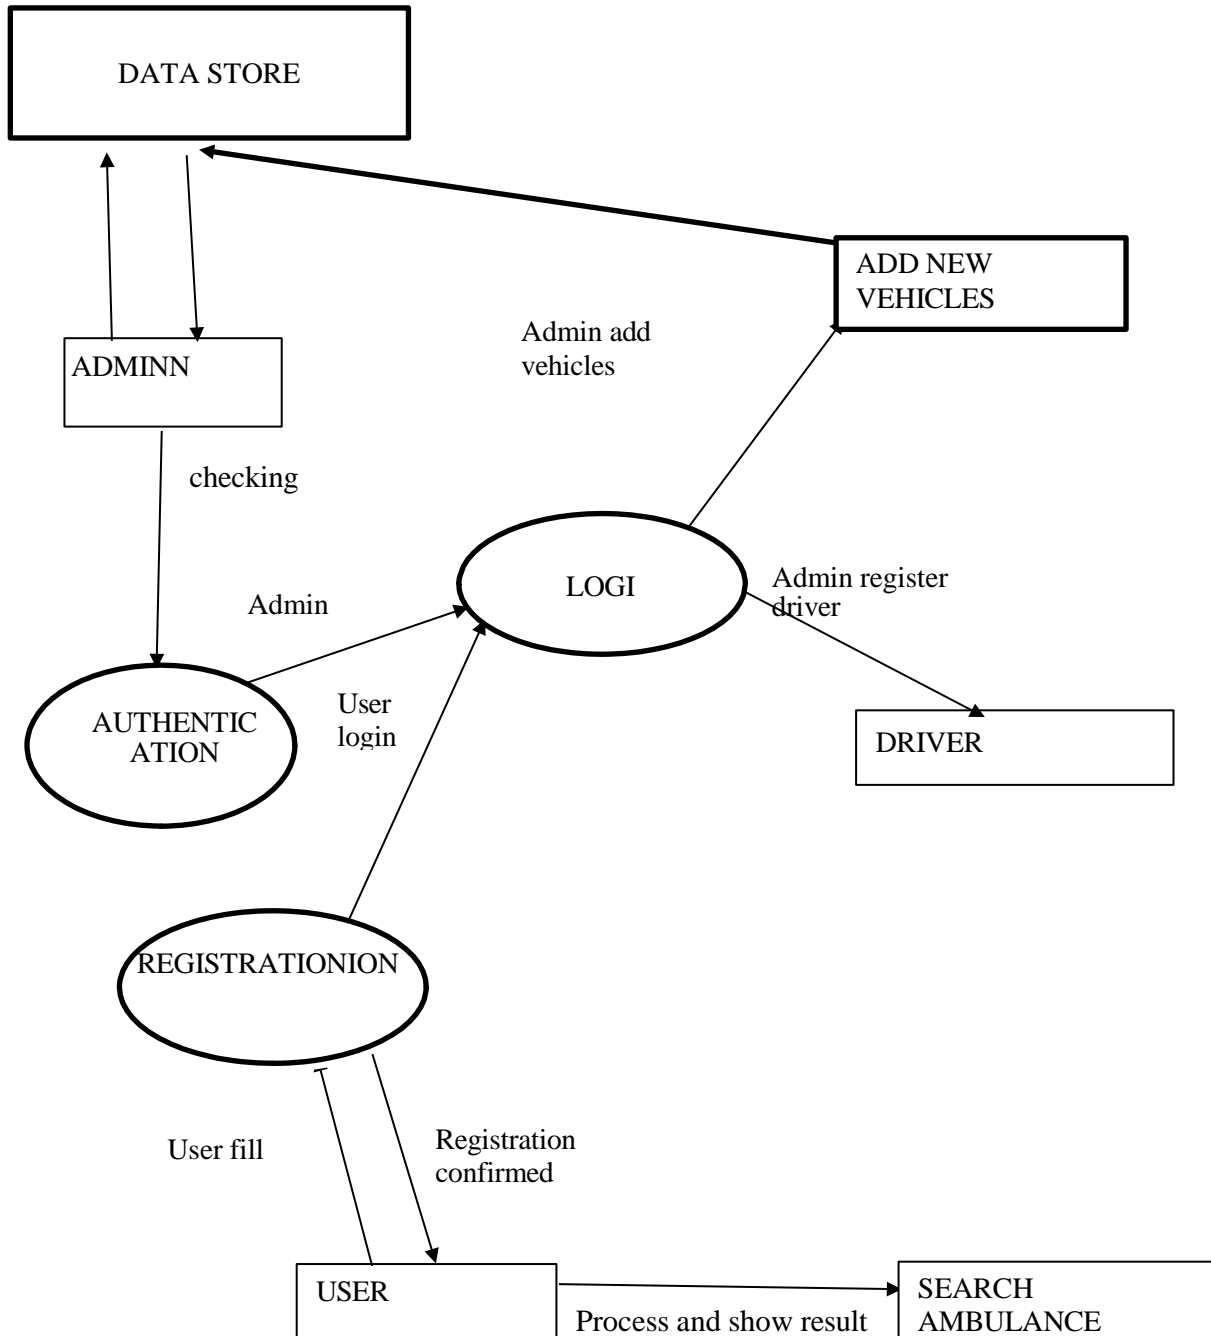 DATA STORE
ADD NEW
VEHICLES
Admin add
vehicles
ADMINN
checking
LOGI
Admin register
driver
Admin
User
login
AUTHENTIC
ATION
DRIVER
REGISTRATIONION
User fill
Registration
confirmed
USER
Process and show result
SEARCH
AMBULANCE